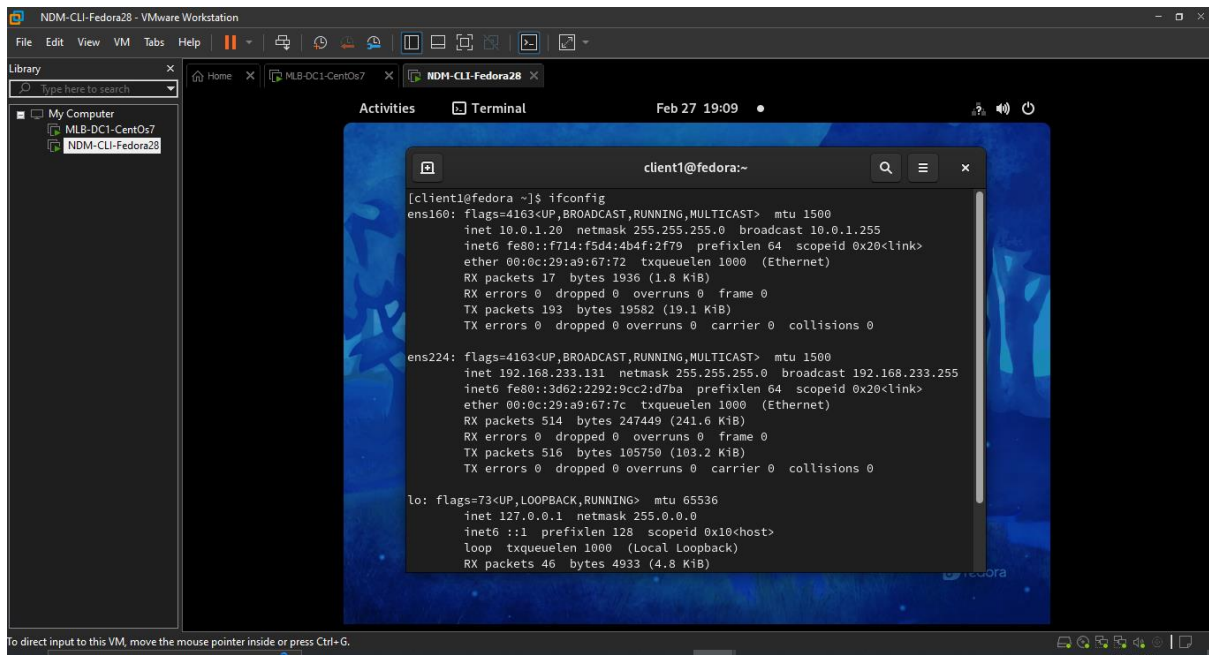 NDM-CLI-Fedora28 - VMware Workstation
File Edit View VM Tabs Help
Library
Type here to search
My Computer
MLB-DC1-CentOs7
NDM-CLI-Fedora28
Home
MLB-DC1-CentOs7
NDM-CLI-Fedora28
Activities Terminal Feb 27 19:09
client1@fedora:~
[client1@fedora ~]$ ifconfig
ens160: flags=4163<UP,BROADCAST,RUNNING,MULTICAST> mtu 1500
inet 10.0.1.20 netmask 255.255.255.0 broadcast 10.0.1.255
inet6 fe80::f714:f5d4:4b4f:2f79 prefixlen 64 scopeid 0x20<link>
ether 00:0c:29:a9:67:72 txqueuelen 1000 (Ethernet)
RX packets 17 bytes 1936 (1.8 KiB)
RX errors 0 dropped 0 overruns 0 frame 0
TX packets 193 bytes 19582 (19.1 KiB)
TX errors 0 dropped 0 overruns 0 carrier 0 collisions 0
ens224: flags=4163<UP,BROADCAST,RUNNING,MULTICAST> mtu 1500
inet 192.168.233.131 netmask 255.255.255.0 broadcast 192.168.233.255
inet6 fe80::3d62:2292:9cc2:d7ba prefixlen 64 scopeid 0x20<link>
ether 00:0c:29:a9:67:7c txqueuelen 1000 (Ethernet)
RX packets 514 bytes 247449 (241.6 KiB)
RX errors 0 dropped 0 overruns 0 frame 0
TX packets 516 bytes 105750 (103.2 KiB)
TX errors 0 dropped 0 overruns 0 carrier 0 collisions 0
lo: flags=73<UP,LOOPBACK,RUNNING> mtu 65536
inet 127.0.0.1 netmask 255.0.0.0
inet6 ::1 prefixlen 128 scopeid 0x10<host>
loop txqueuelen 1000 (Local Loopback)
RX packets 46 bytes 4933 (4.8 KiB)
fedora
To direct input to this VM, move the mouse pointer inside or press Ctrl+G.